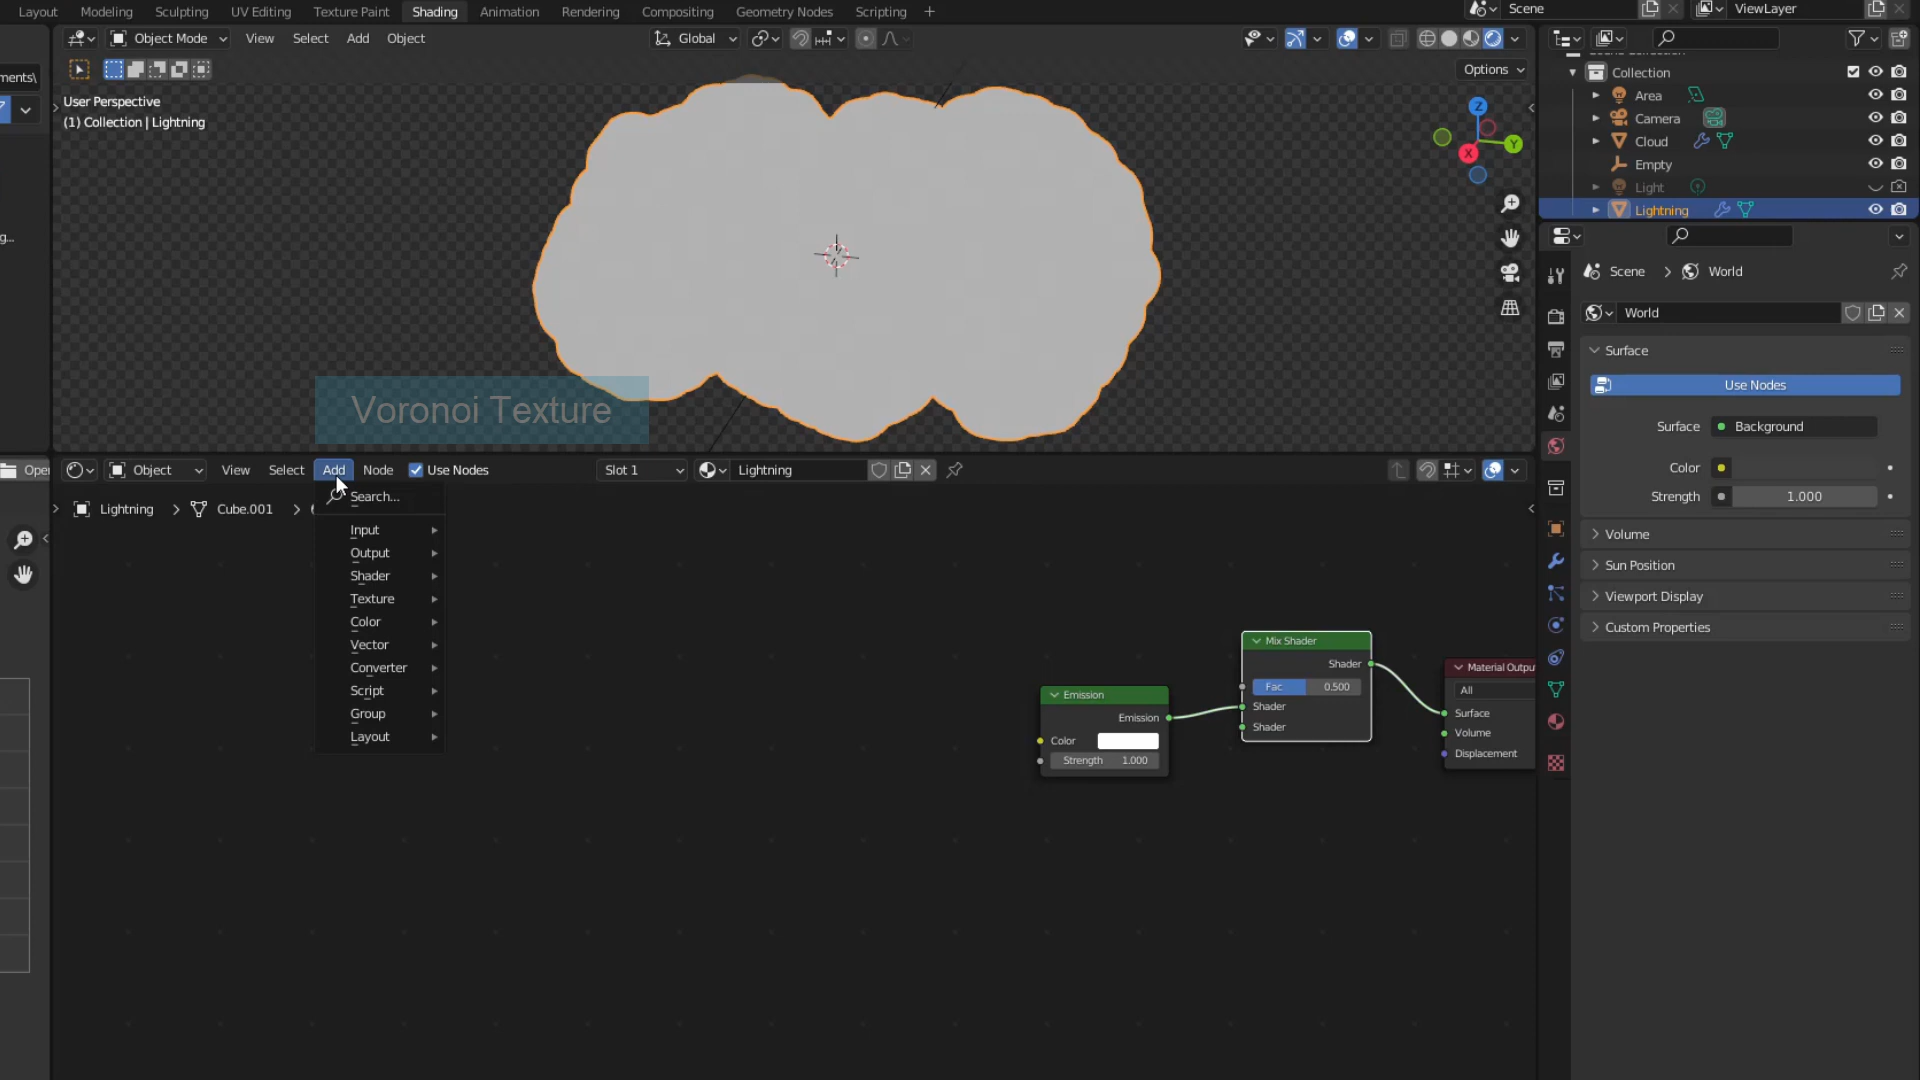 Layout Modeling Sculpting UV Editing Texture Paint Shading Animation Rendering Compositing Geometry Nodes Scripting + Scene ViewLayer
Object Mode View Select Add Object Global
Options
ments\
User Perspective
(1) Collection | Lightning
Z
Y
X
Collection
Area
Camera
Cloud
Empty
Light
Lightning
g...
Scene > World
World
Surface
Use Nodes
Surface Background
Color
Strength 1.000
Volume
Sun Position
Viewport Display
Custom Properties
Voronoi Texture
Open
Object View Select Add Node Use Nodes Slot 1 Lightning
Lightning > Cube.001 >
Search...
Input
Output
Shader
Texture
Color
Vector
Converter
Script
Group
Layout
Emission
Emission
Color
Strength 1.000
Mix Shader
Shader
Fac 0.500
Shader
Shader
Material Outpu
All
Surface
Volume
Displacement